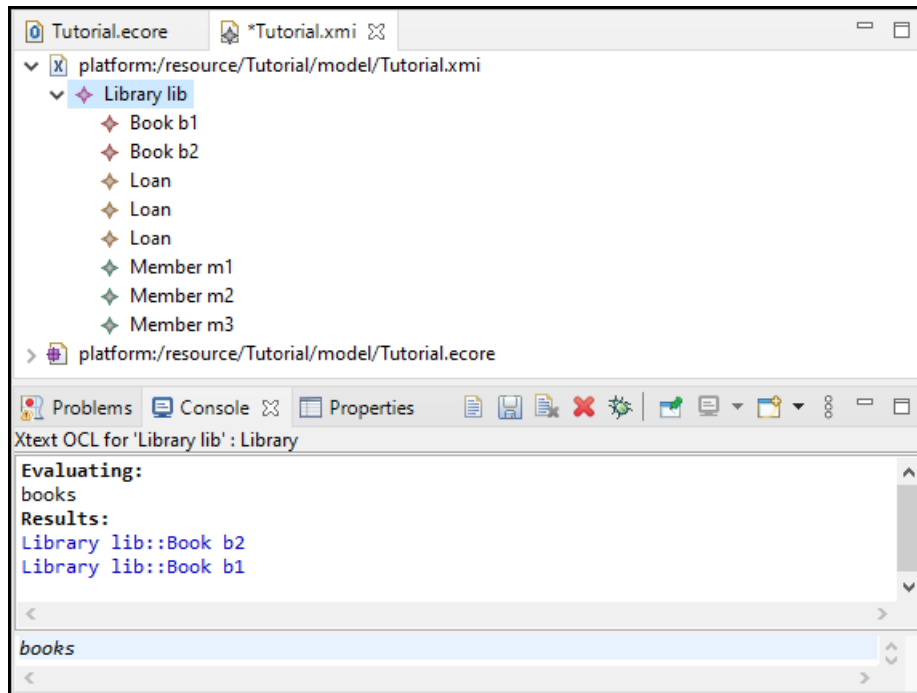 Tutorial.ecore *Tutorial.xmi
platform:/resource/Tutorial/model/Tutorial.xmi
Library lib
Book b1
Book b2
Loan
Loan
Loan
Member m1
Member m2
Member m3
platform:/resource/Tutorial/model/Tutorial.ecore
Problems Console Properties
Xtext OCL for 'Library lib' : Library
Evaluating:
books
Results:
Library lib::Book b2
Library lib::Book b1
books